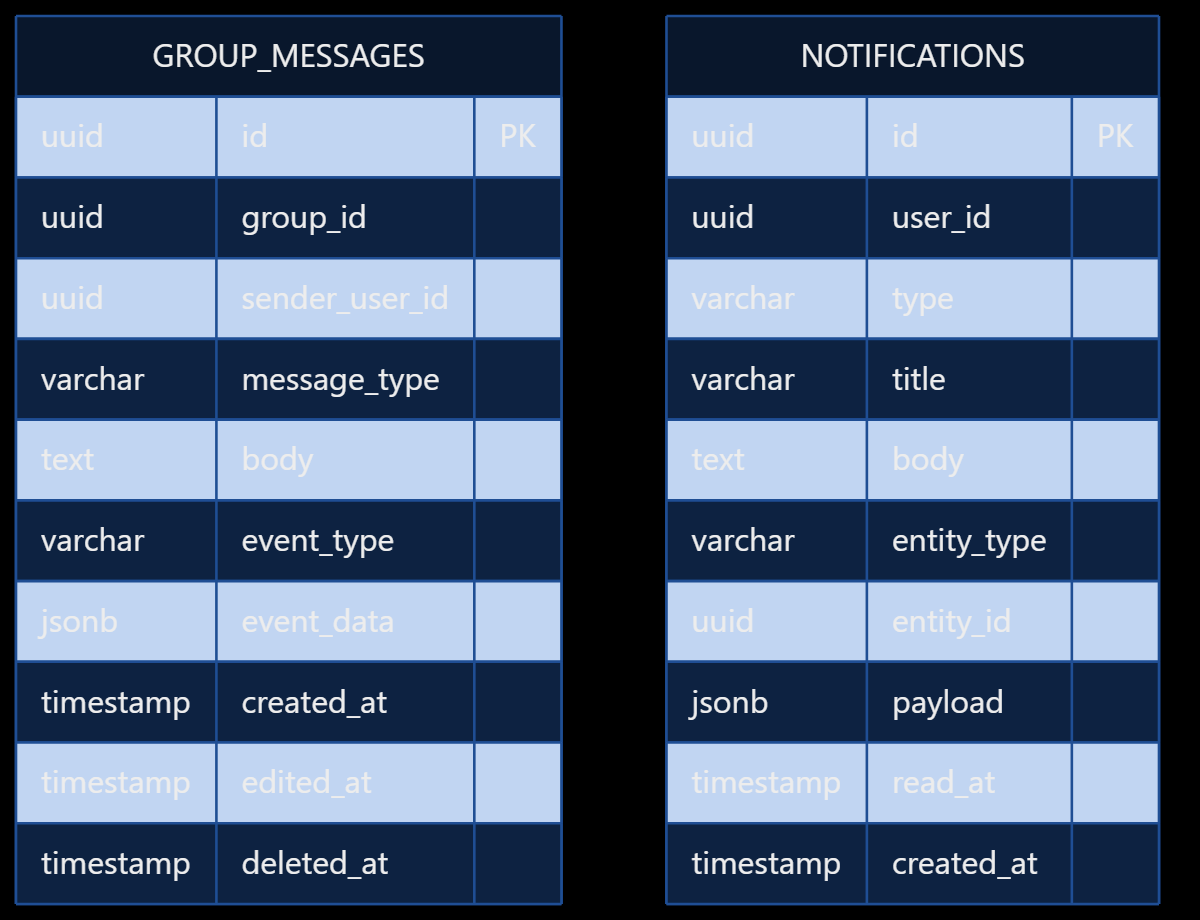 GROUP_MESSAGES
uuid id PK
uuid group_id
uuid sender_user_id
varchar message_type
text body
varchar event_type
jsonb event_data
timestamp created_at
timestamp edited_at
timestamp deleted_at
NOTIFICATIONS
uuid id PK
uuid user_id
varchar type
varchar title
text body
varchar entity_type
uuid entity_id
jsonb payload
timestamp read_at
timestamp created_at